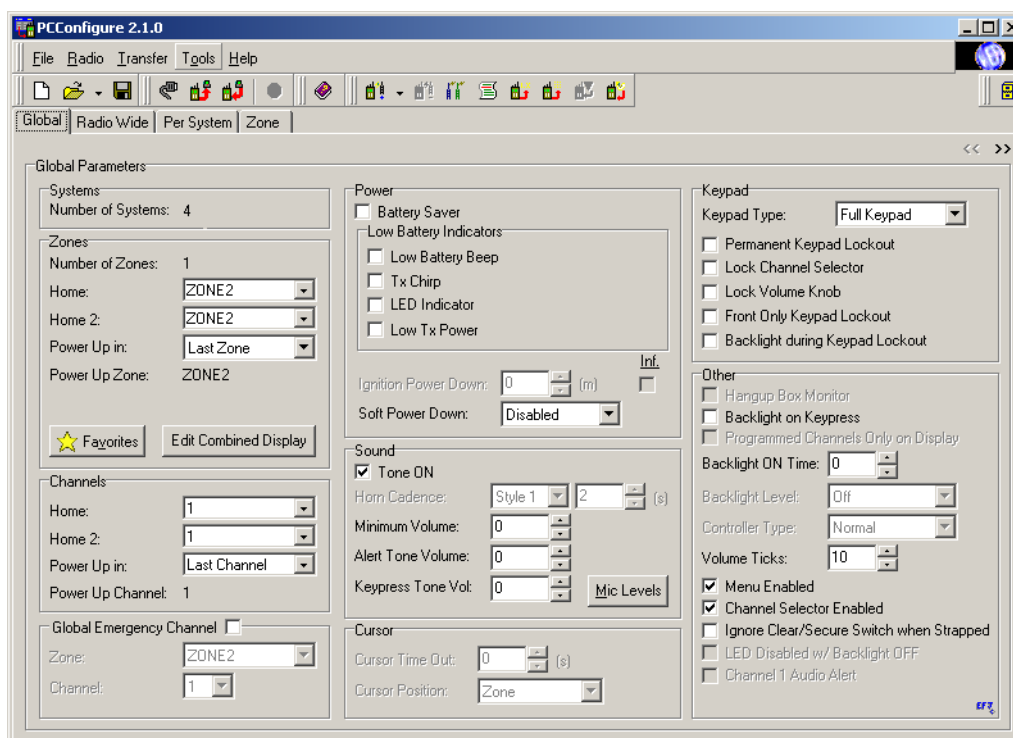 PCConfigure 2.1.0
File Radio Transfer Tools Help
Global Radio Wide Per System Zone
<< >>
Global Parameters
Systems
Number of Systems: 4
Zones
Number of Zones: 1
Home: ZONE2
Home 2: ZONE2
Power Up in: Last Zone
Power Up Zone: ZONE2
Favorites Edit Combined Display
Channels
Home: 1
Home 2: 1
Power Up in: Last Channel
Power Up Channel: 1
Global Emergency Channel
Zone: ZONE2
Channel: 1
Power
Battery Saver
Low Battery Indicators
Low Battery Beep
Tx Chirp
LED Indicator
Low Tx Power
Inf.
Ignition Power Down: 0 (m)
Soft Power Down: Disabled
Sound
Tone ON
Horn Cadence: Style 1 2 (s)
Minimum Volume: 0
Alert Tone Volume: 0
Keypress Tone Vol: 0 Mic Levels
Cursor
Cursor Time Out: 0 (s)
Cursor Position: Zone
Keypad
Keypad Type: Full Keypad
Permanent Keypad Lockout
Lock Channel Selector
Lock Volume Knob
Front Only Keypad Lockout
Backlight during Keypad Lockout
Other
Hangup Box Monitor
Backlight on Keypress
Programmed Channels Only on Display
Backlight ON Time: 0
Backlight Level: Off
Controller Type: Normal
Volume Ticks: 10
Menu Enabled
Channel Selector Enabled
Ignore Clear/Secure Switch when Strapped
LED Disabled w/ Backlight OFF
Channel 1 Audio Alert